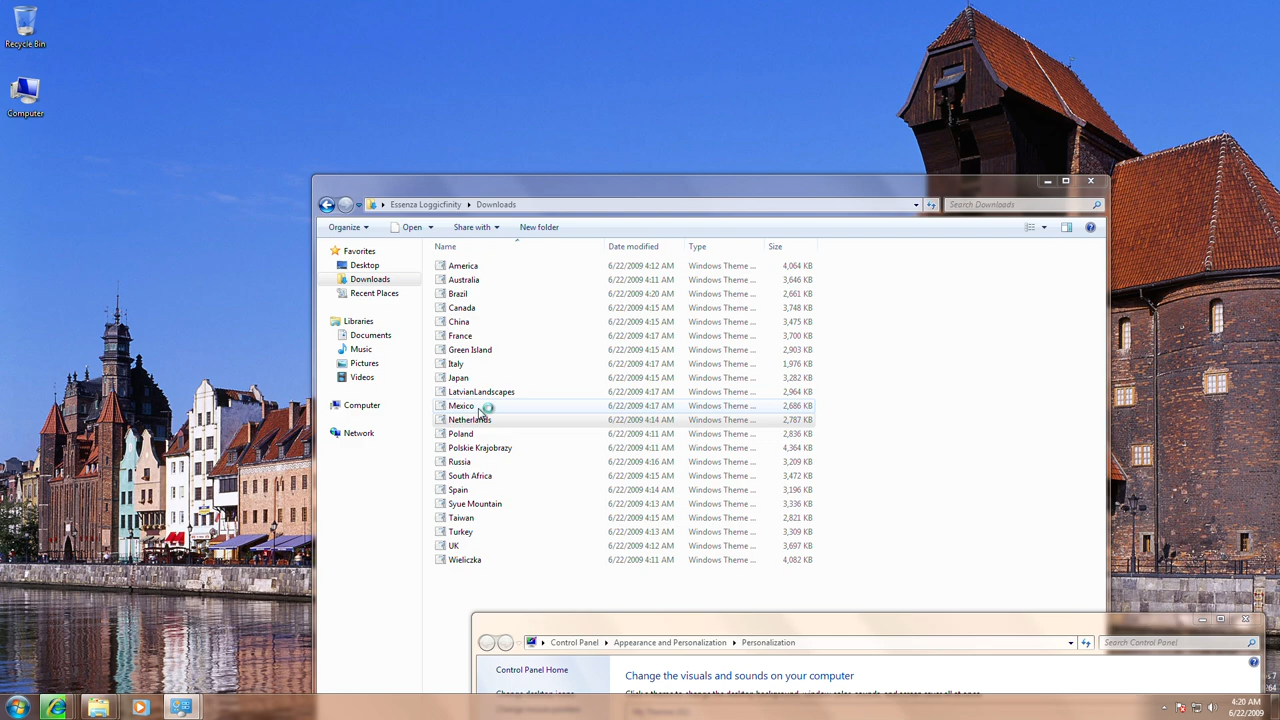 Recycle Bin
Computer
Essenza Loggicfinity Downloads
Search Downloads
Organize Open Share with New folder
Name Date modified Type Size
Favorites
Desktop
Downloads
Recent Places
Libraries
Documents
Music
Pictures
Videos
Computer
Network
America 6/22/2009 4:12 AM Windows Theme ... 4,064 KB
Australia 6/22/2009 4:11 AM Windows Theme ... 3,646 KB
Brazil 6/22/2009 4:20 AM Windows Theme ... 2,661 KB
Canada 6/22/2009 4:15 AM Windows Theme ... 3,748 KB
China 6/22/2009 4:11 AM Windows Theme ... 3,475 KB
France 6/22/2009 4:17 AM Windows Theme ... 3,700 KB
Green Island 6/22/2009 4:15 AM Windows Theme ... 2,903 KB
Italy 6/22/2009 4:17 AM Windows Theme ... 1,976 KB
Japan 6/22/2009 4:15 AM Windows Theme ... 3,282 KB
LatvianLandscapes 6/22/2009 4:17 AM Windows Theme ... 2,964 KB
Mexico 6/22/2009 4:17 AM Windows Theme ... 2,686 KB
Netherlands 6/22/2009 4:14 AM Windows Theme ... 2,787 KB
Poland 6/22/2009 4:11 AM Windows Theme ... 2,836 KB
Polskie Krajobrazy 6/22/2009 4:11 AM Windows Theme ... 4,364 KB
Russia 6/22/2009 4:16 AM Windows Theme ... 3,209 KB
South Africa 6/22/2009 4:15 AM Windows Theme ... 3,472 KB
Spain 6/22/2009 4:14 AM Windows Theme ... 3,196 KB
Syue Mountain 6/22/2009 4:13 AM Windows Theme ... 3,336 KB
Taiwan 6/22/2009 4:15 AM Windows Theme ... 2,821 KB
Turkey 6/22/2009 4:13 AM Windows Theme ... 3,309 KB
UK 6/22/2009 4:12 AM Windows Theme ... 3,697 KB
Wieliczka 6/22/2009 4:11 AM Windows Theme ... 4,082 KB
Control Panel Appearance and Personalization Personalization
Search Control Panel
Control Panel Home
Change the visuals and sounds on your computer
4:20 AM
6/22/2009